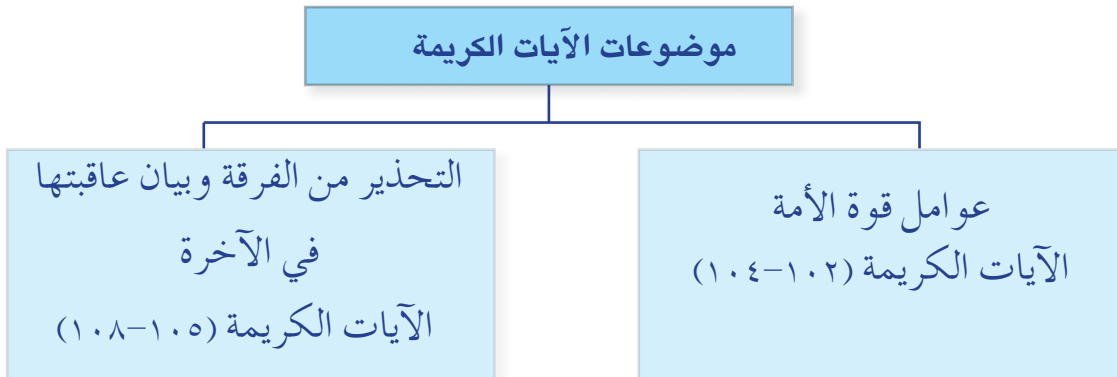 موضوعات الآيات الكريمة
عوامل قوة الأمة
الآيات الكريمة (١٠٢-١٠٤)
التحذير من الفرقة وبيان عاقبتها
في الآخرة
الآيات الكريمة (١٠٥-١٠٨)